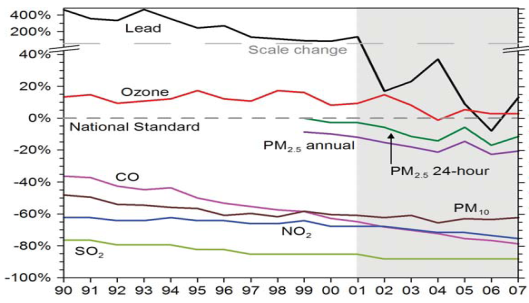 400%
Lead
200%
Scale change
40%
20%
Ozone
0%
National Standard
PM2.5 annual
-20%
PM2.5 24-hour
CO
-40%
-60%
PM10
NO2
SO2
-80%
-100%
90 91 92 93 94 95 96 97 98 99 00 01 02 03 04 05 06 07